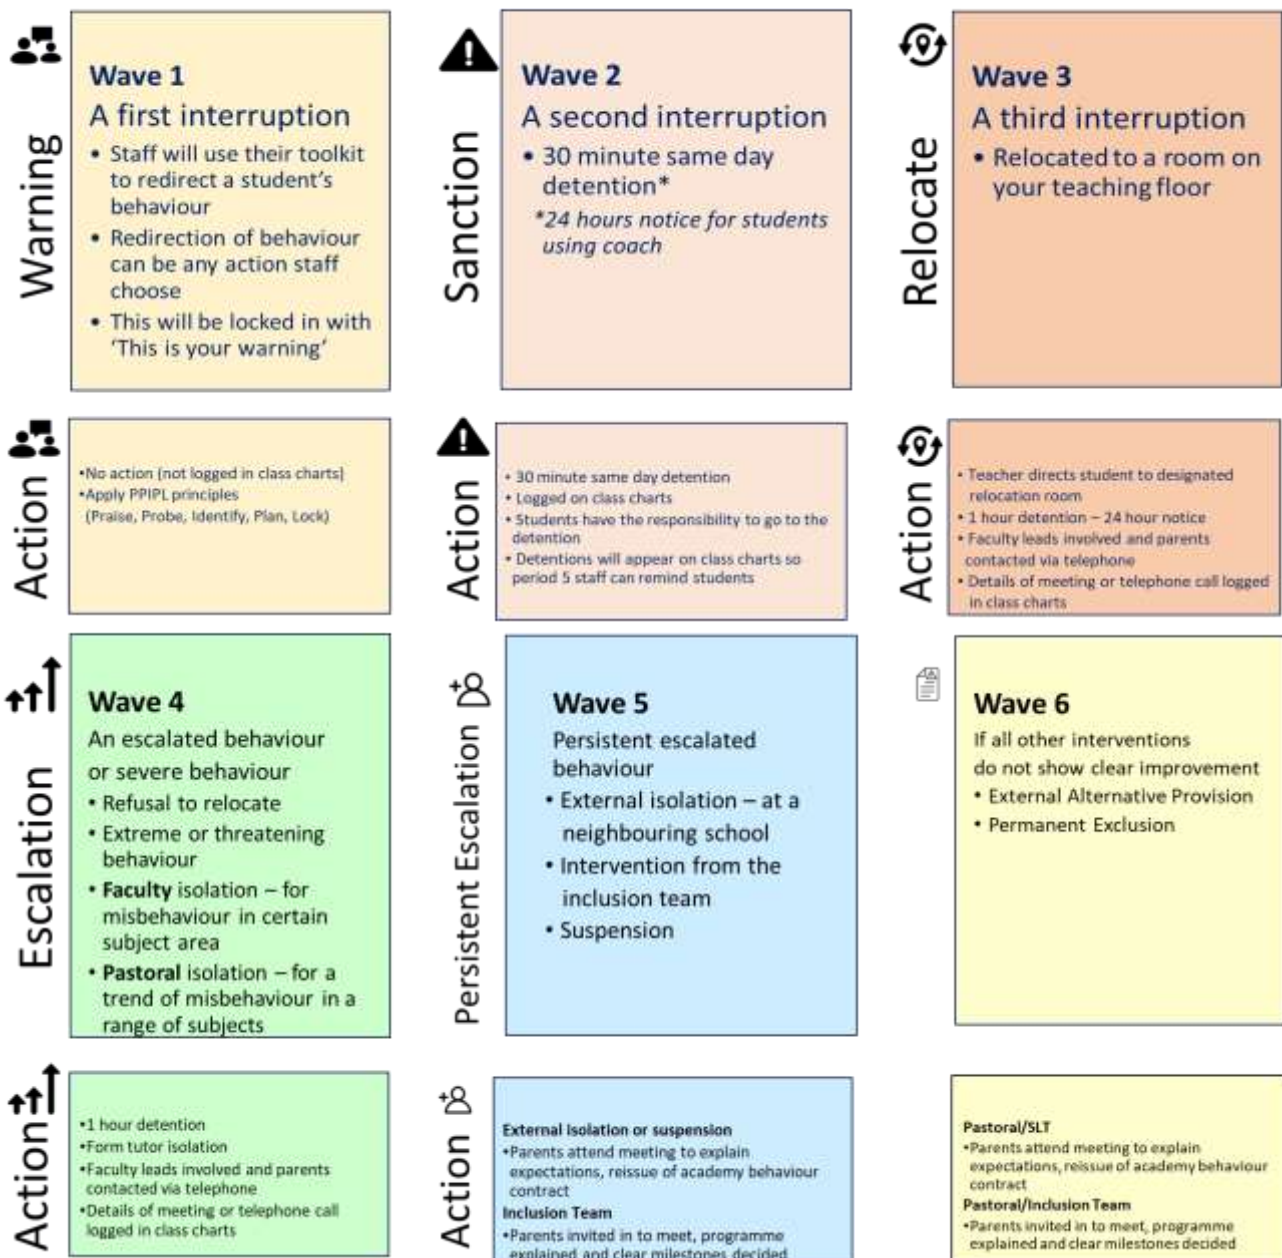 Warning
Wave 1
A first interruption
• Staff will use their toolkit
to redirect a student's
behaviour
• Redirection of behaviour
can be any action staff
choose
• This will be locked in with
'This is your warning'
Sanction
Wave 2
A second interruption
• 30 minute same day
detention*
*24 hours notice for students
using coach
Relocate
Wave 3
A third interruption
• Relocated to a room on
your teaching floor
Action
•No action (not logged in class charts)
•Apply PPIPL principles
(Praise, Probe, Identify, Plan, Lock)
Action
• 30 minute same day detention
• Logged on class charts
• Students have the responsibility to go to the
detention
• Detentions will appear on class charts so
period 5 staff can remind students
Action
• Teacher directs student to designated
relocation room
• 1 hour detention – 24 hour notice
• Faculty leads involved and parents
contacted via telephone
• Details of meeting or telephone call logged
in class charts
Escalation
Wave 4
An escalated behaviour
or severe behaviour
• Refusal to relocate
• Extreme or threatening
behaviour
• Faculty isolation – for
misbehaviour in certain
subject area
• Pastoral isolation – for a
trend of misbehaviour in a
range of subjects
Persistent Escalation
Wave 5
Persistent escalated
behaviour
• External isolation – at a
neighbouring school
• Intervention from the
inclusion team
• Suspension
Wave 6
If all other interventions
do not show clear improvement
• External Alternative Provision
• Permanent Exclusion
Action
•1 hour detention
•Form tutor isolation
•Faculty leads involved and parents
contacted via telephone
•Details of meeting or telephone call
logged in class charts
Action
External isolation or suspension
•Parents attend meeting to explain
expectations, reissue of academy behaviour
contract
Inclusion Team
•Parents invited in to meet, programme
explained and clear milestones decided
Pastoral/SLT
•Parents attend meeting to explain
expectations, reissue of academy behaviour
contract
Pastoral/Inclusion Team
•Parents invited in to meet, programme
explained and clear milestones decided